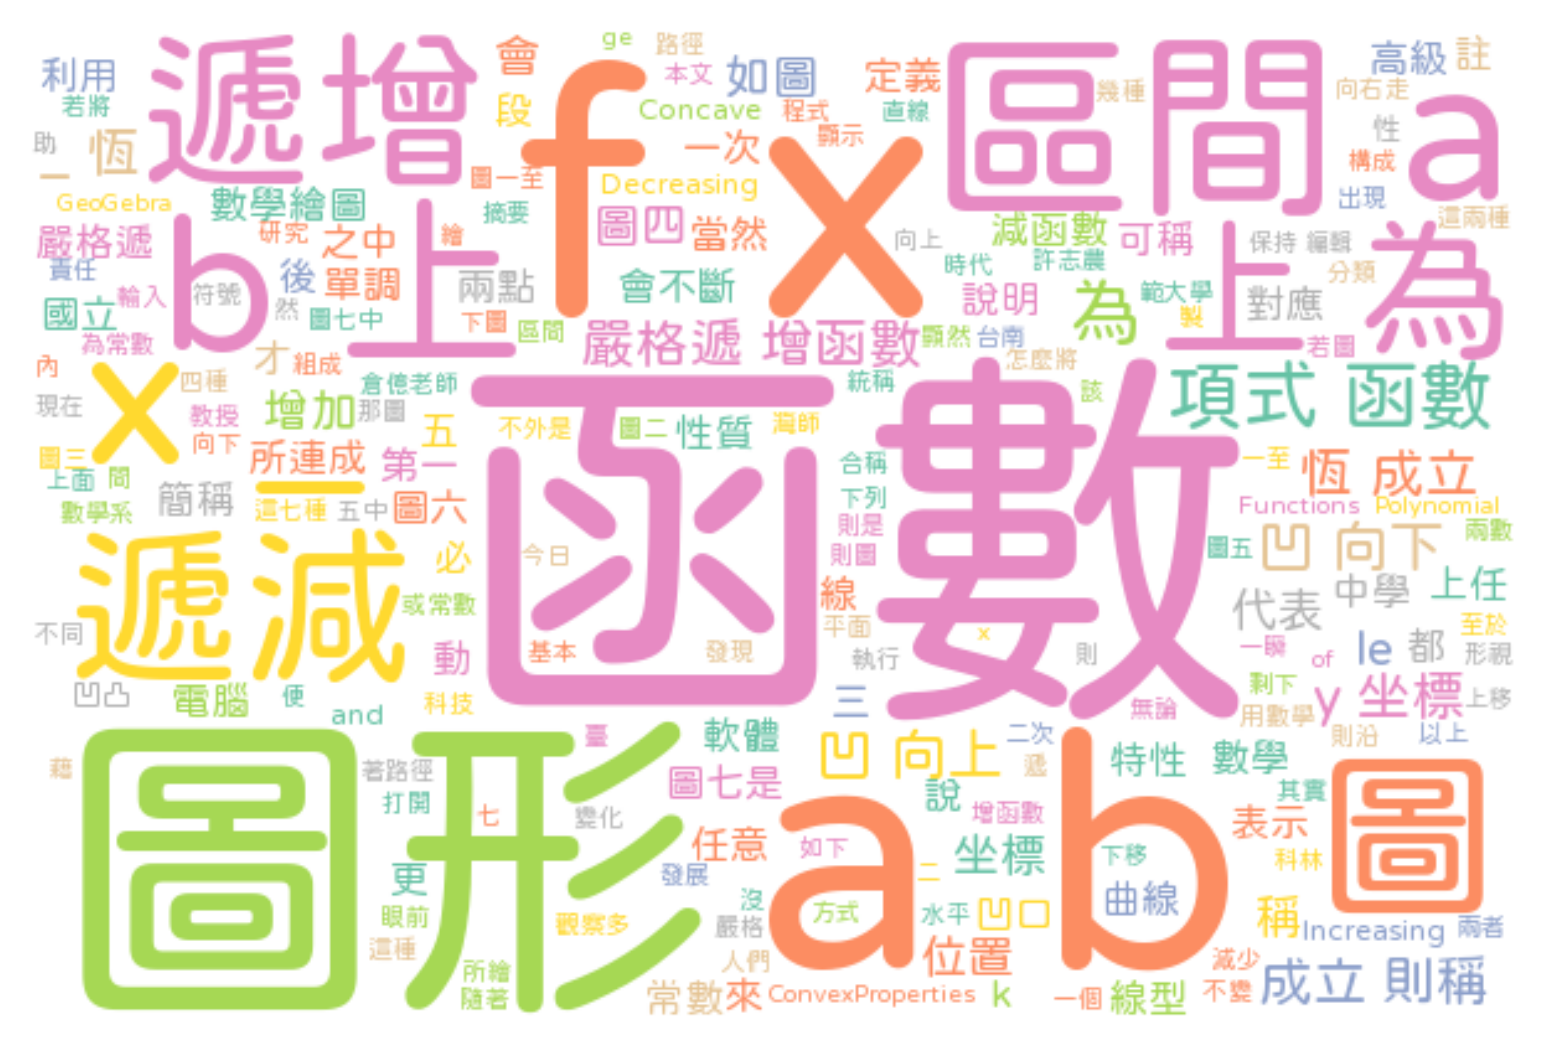 利用
遞增
會
ge
路徑
本文
如圖
定義
區間
高級
註
若將
段
f
x
Concave
程式
直線
幾種
向右走
a
助
恆
一次
顯示
性
一
圖一至
Decreasing
構成
GeoGebra
數學繪圖
摘要
圖四
當然
出現
這兩種
嚴格遞
研究
之中
繪
向上
減函數
可稱
保持
編輯
責任
b
上
後
單調
兩點
會不斷
時代
許志農
上
分類
為
國立
輸入
符號
然
圖七中
下圖
區間
說明
為
範大學
製
對應
為常數
嚴格遞 增函數
顯然
台南
若圖
內
x
四種
才
組成
倉億老師
函數
統稱
怎麼將
該
項式 函數
現在
教授
增加
那圖
五
不外是
圖二
性質
灣師
向下
圖三
上面
間
所連成
第一
合稱
一至
恆 成立
數學系
簡稱
一
這七種
五中
圖六
下列
則是
Functions
Polynomial
遞減
必
今日
則圖
圖五
凹 向下
兩數
或常數
線
代表
中學
上任
不同
動
基本
發現
平面
x
執行
則
一瞬
of
le
都
至於
形視
凹凸
電腦
便
and
科技
三
無論
剩下
用數學
y 坐標
上移
藉
圖形
著路徑
臺
軟體
凹 向上
二次
遞
特性
數學
則沿
以上
打開
七
變化
圖七是
說
增函數
a
b
其實
圖
更
任意
如下
坐標
下移
表示
科林
眼前
發展
沒
二
曲線
這種
觀察多
嚴格
方式
水平
凹口
稱
Increasing
兩者
所繪
人們
位置
減少
隨著
常數
來
ConvexProperties
k
一個
線型
不變
成立 則稱